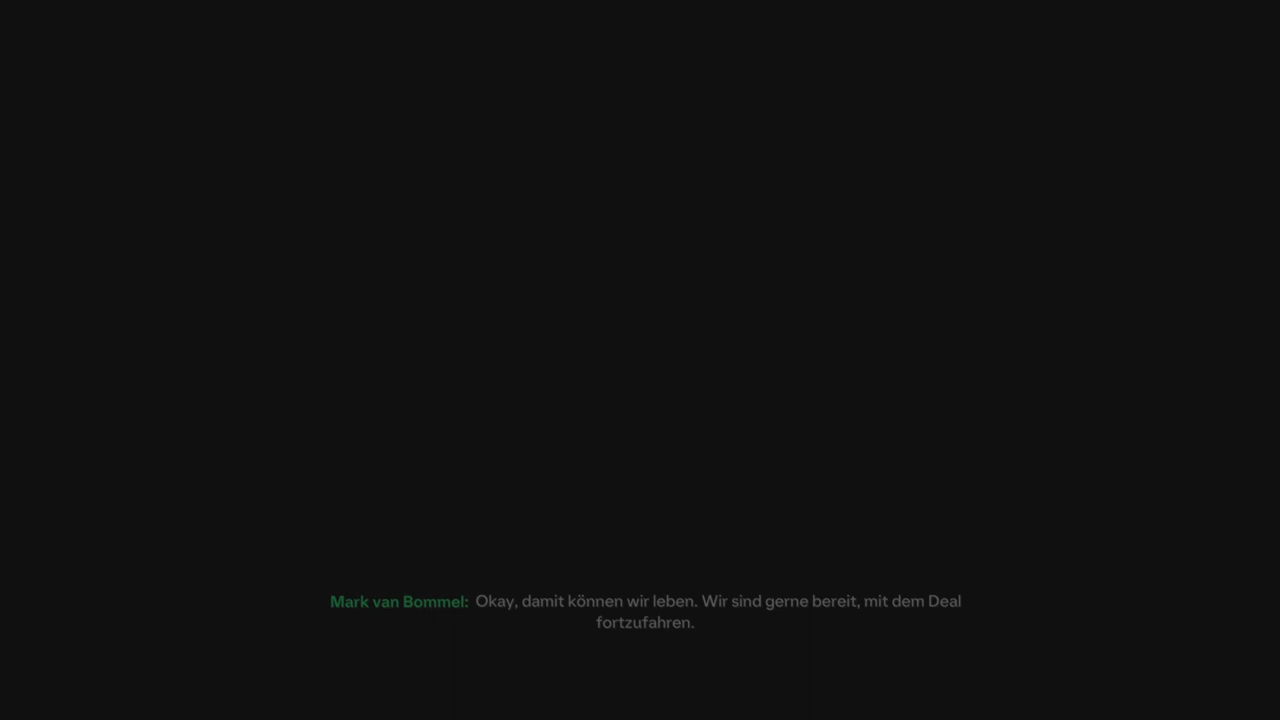 Mark van Bommel: Okay, damit können wir leben. Wir sind gerne bereit, mit dem Deal
fortzufahren.